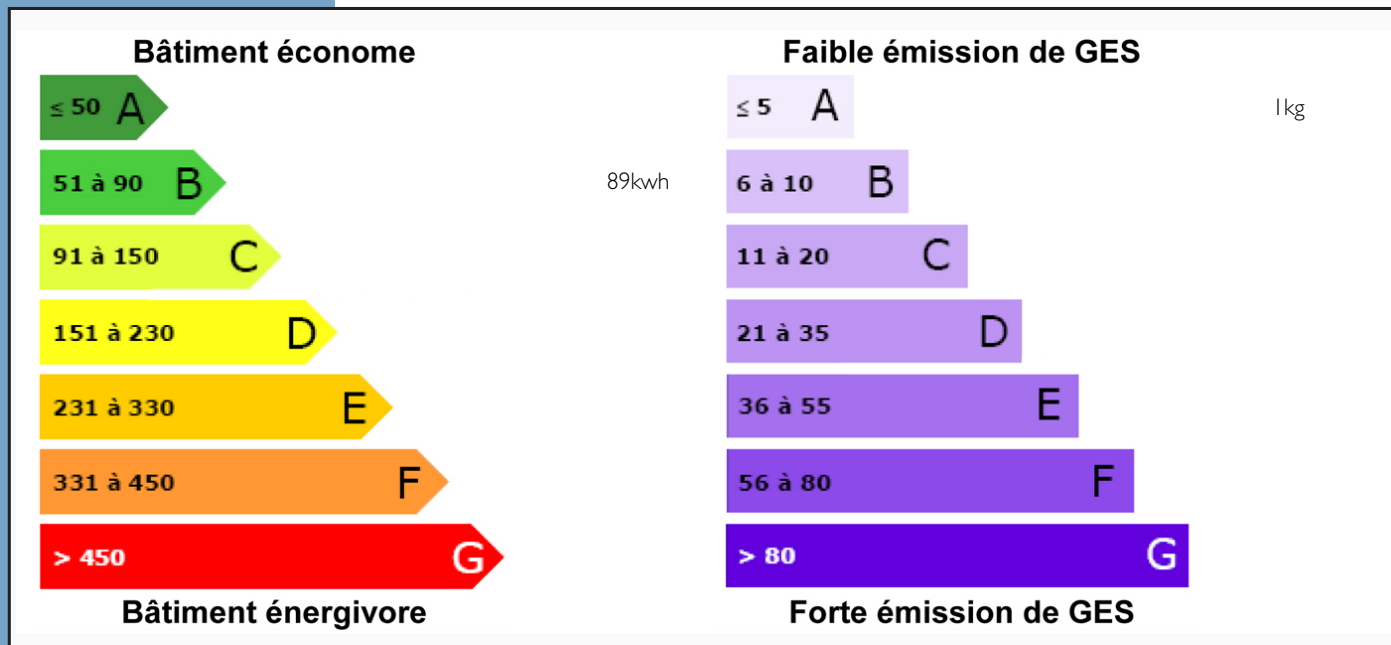 Bâtiment économe
≤ 50 A
51 à 90 B
89kwh
91 à 150 C
151 à 230 D
231 à 330 E
331 à 450 F
> 450 G
Bâtiment énergivore
Faible émission de GES
≤ 5 A
1kg
6 à 10 B
11 à 20 C
21 à 35 D
36 à 55 E
56 à 80 F
> 80 G
Forte émission de GES